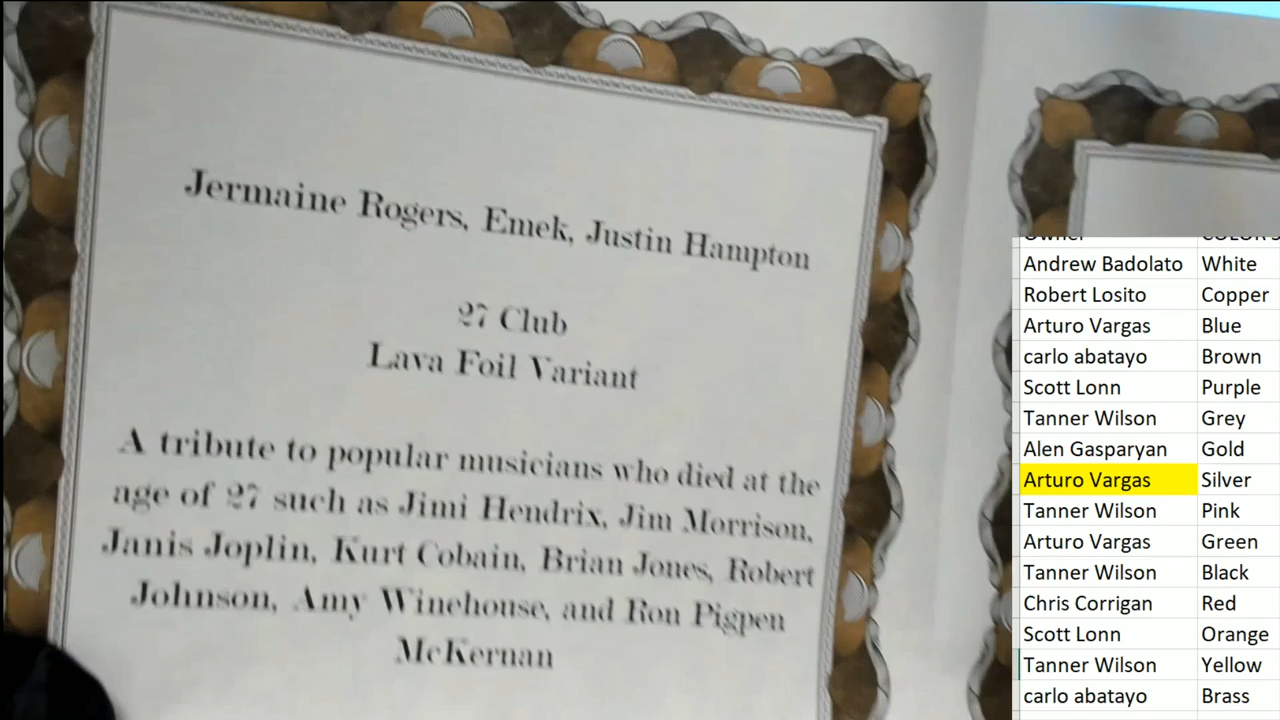 Jermaine Rogers, Emek, Justin Hampton
27 Club
Lava Foil Variant
A tribute to popular musicians who died at the
age of 27 such as Jimi Hendrix, Jim Morrison,
Janis Joplin, Kurt Cobain, Brian Jones, Robert
Johnson, Amy Winehouse, and Ron Pigpen
McKernan
Owner
Andrew Badolato White
Robert Losito Copper
Arturo Vargas Blue
carlo abatayo Brown
Scott Lonn Purple
Tanner Wilson Grey
Alen Gasparyan Gold
Arturo Vargas Silver
Tanner Wilson Pink
Arturo Vargas Green
Tanner Wilson Black
Chris Corrigan Red
Scott Lonn Orange
Tanner Wilson Yellow
carlo abatayo Brass